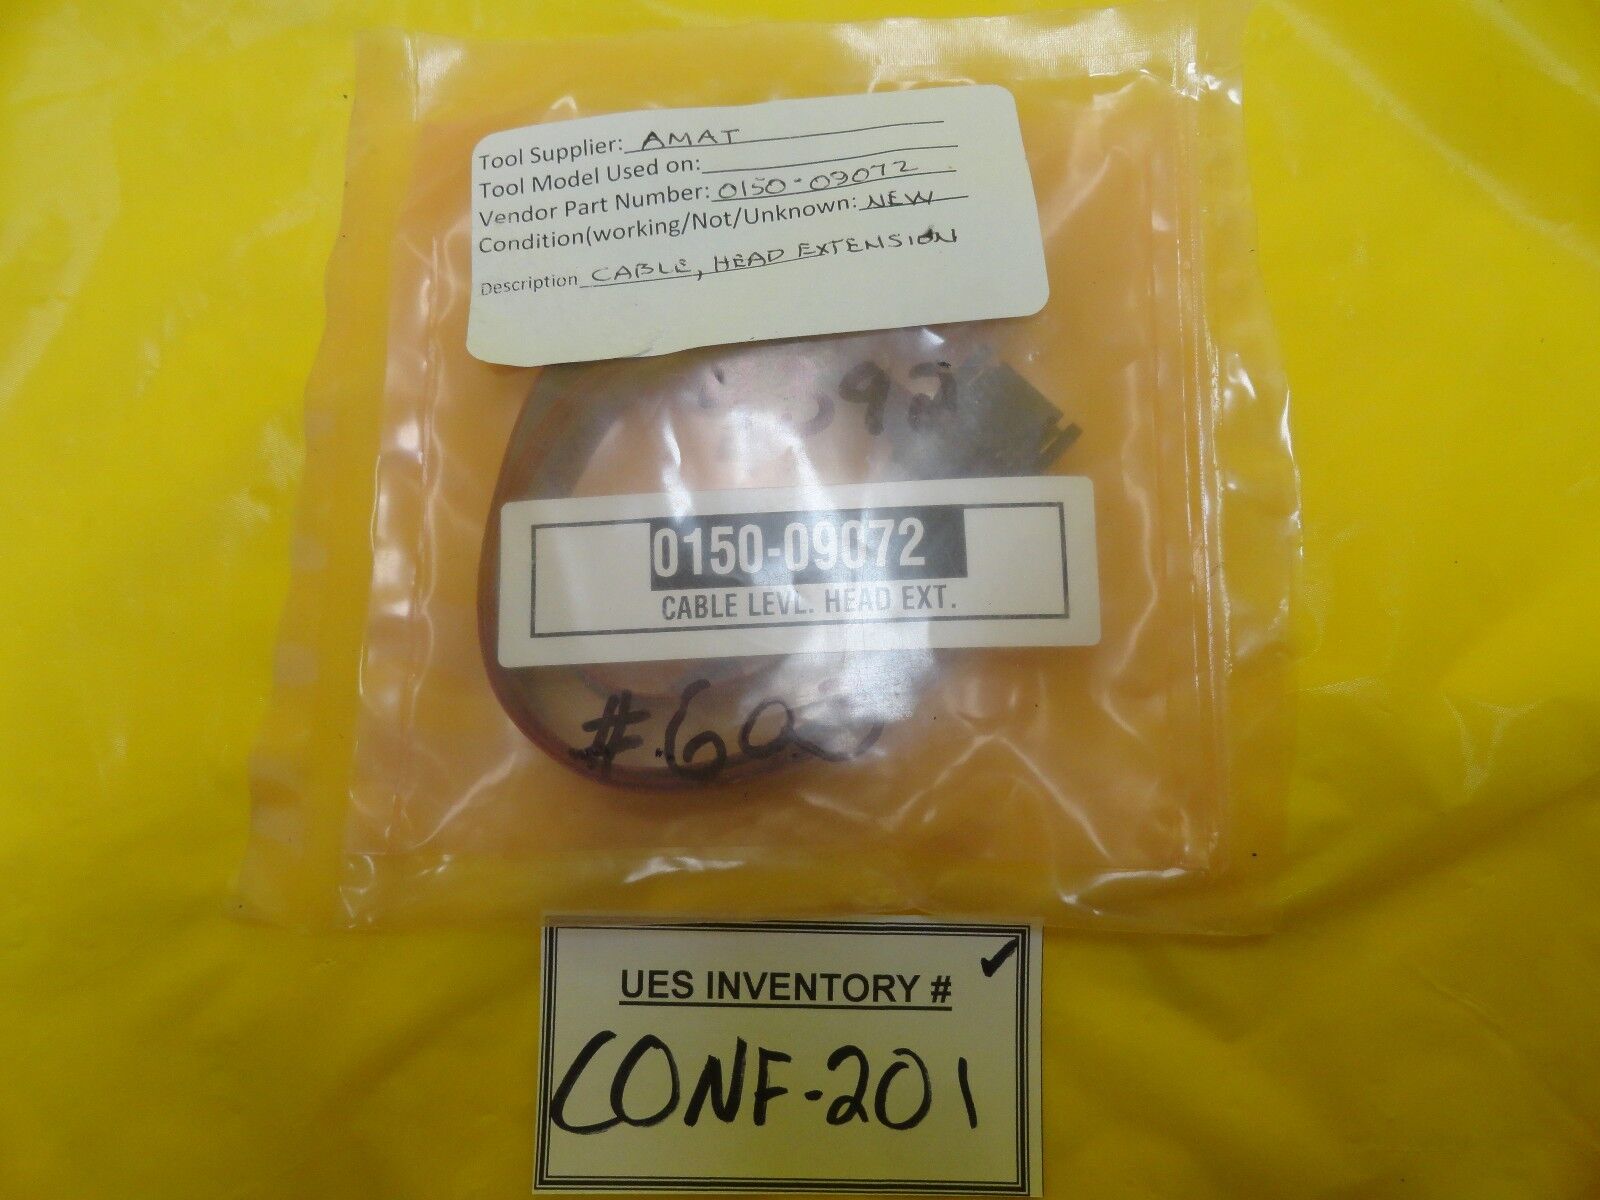 Tool Supplier: AMAT
Tool Model Used on:
Vendor Part Number: 0150-09072
Condition(working/Not/Unknown: NEW
Description CABLE, HEAD EXTENSION
0150-09072
CABLE LEVL. HEAD EXT.
UES INVENTORY # ✓
CONF-201